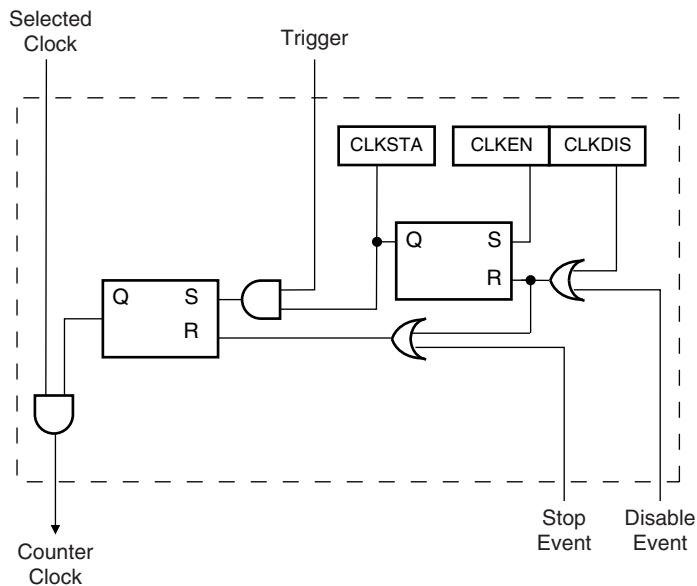 Selected
Clock
Trigger
CLKSTA
CLKEN
CLKDIS
Q
S
R
Q
S
R
Stop
Event
Disable
Event
Counter
Clock